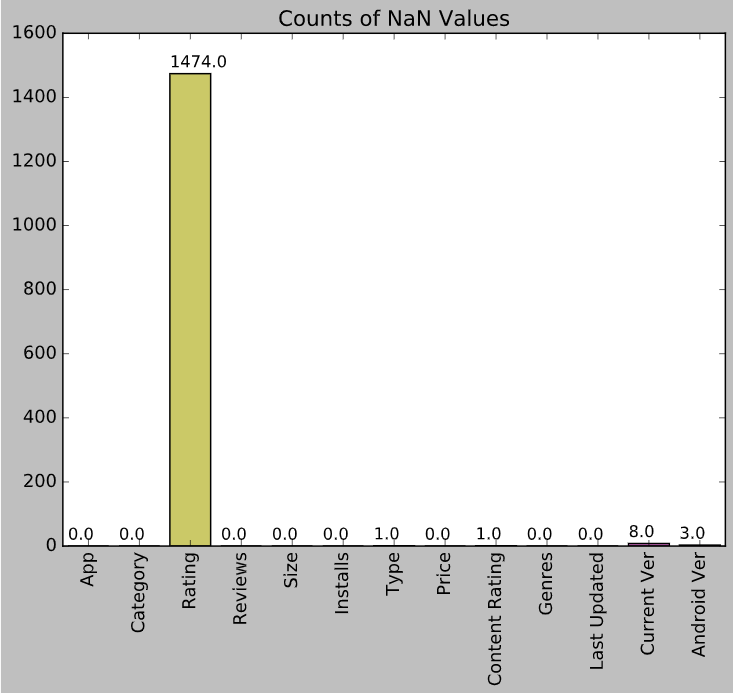 Counts of NaN Values
1600
1400
1200
1000
800
600
400
200
0
1474.0
0.0
0.0
0.0
0.0
0.0
1.0
0.0
1.0
0.0
0.0
8.0
3.0
App
Category
Rating
Reviews
Size
Installs
Type
Price
Content Rating
Genres
Last Updated
Current Ver
Android Ver